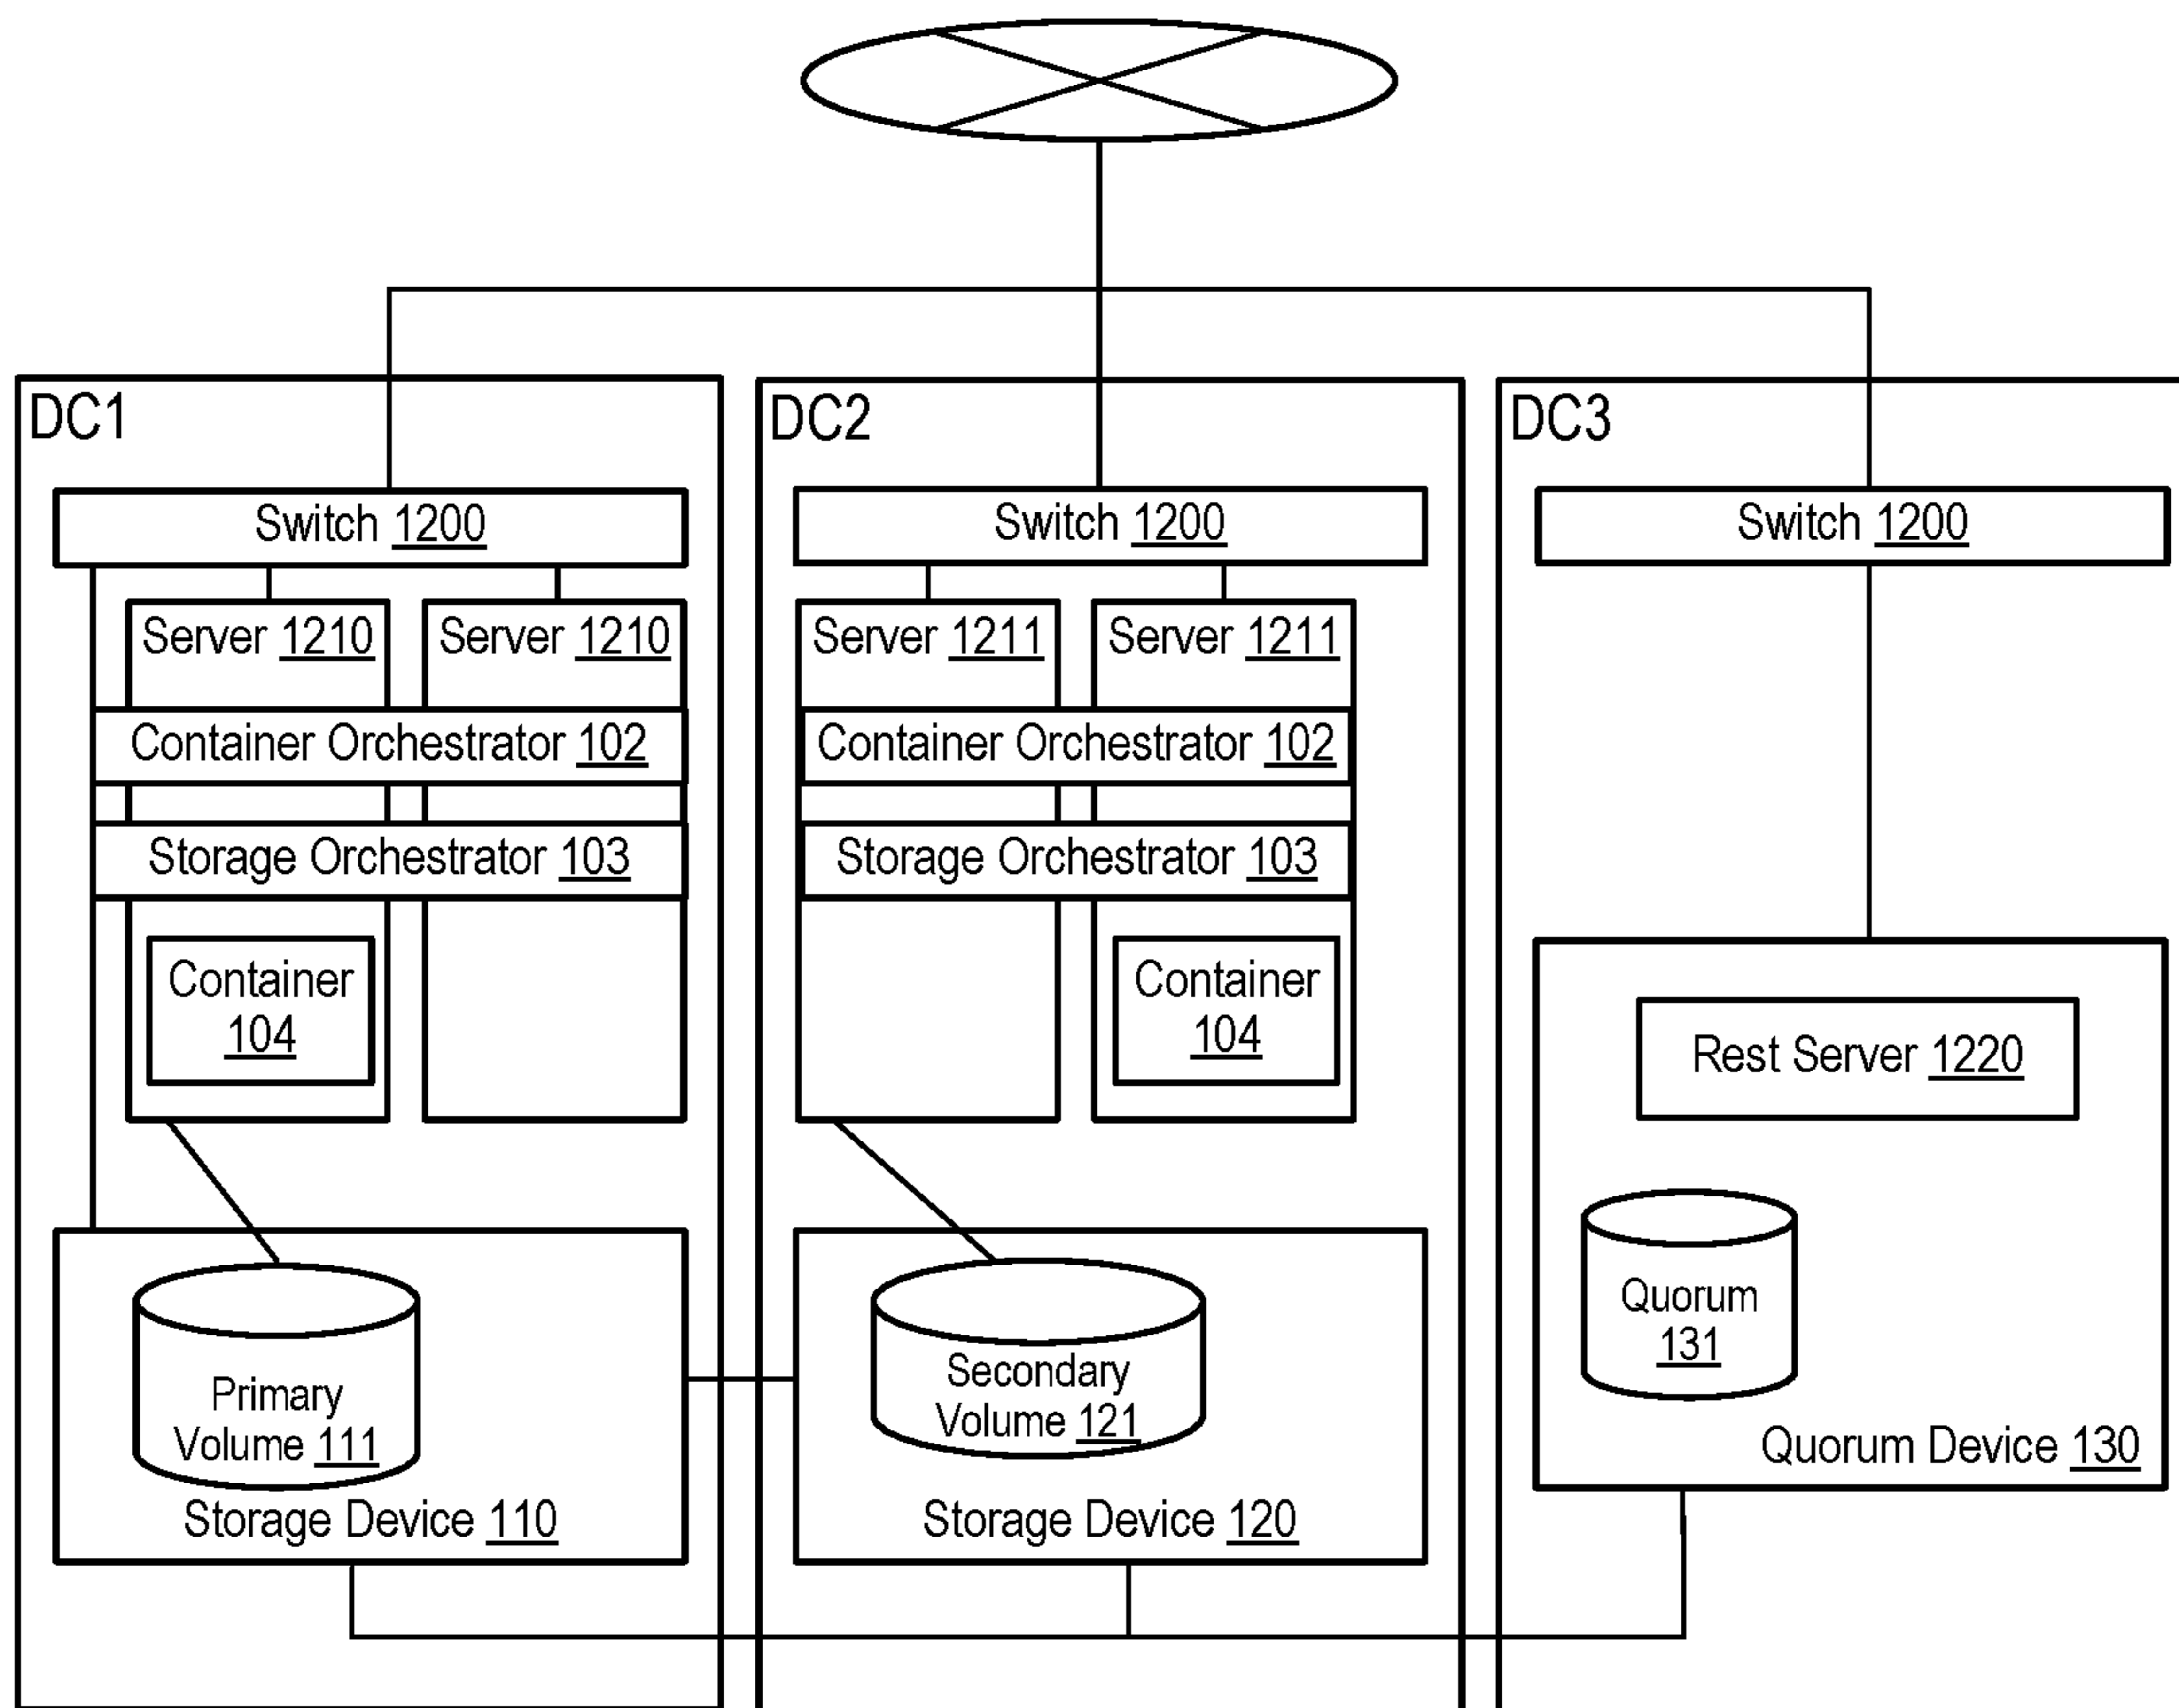 DC1
Switch 1200
Server 1210
Server 1210
Container Orchestrator 102
Storage Orchestrator 103
Container
104
Primary
Volume 111
Storage Device 110
DC2
Switch 1200
Server 1211
Server 1211
Container Orchestrator 102
Storage Orchestrator 103
Container
104
Secondary
Volume 121
Storage Device 120
DC3
Switch 1200
Rest Server 1220
Quorum
131
Quorum Device 130